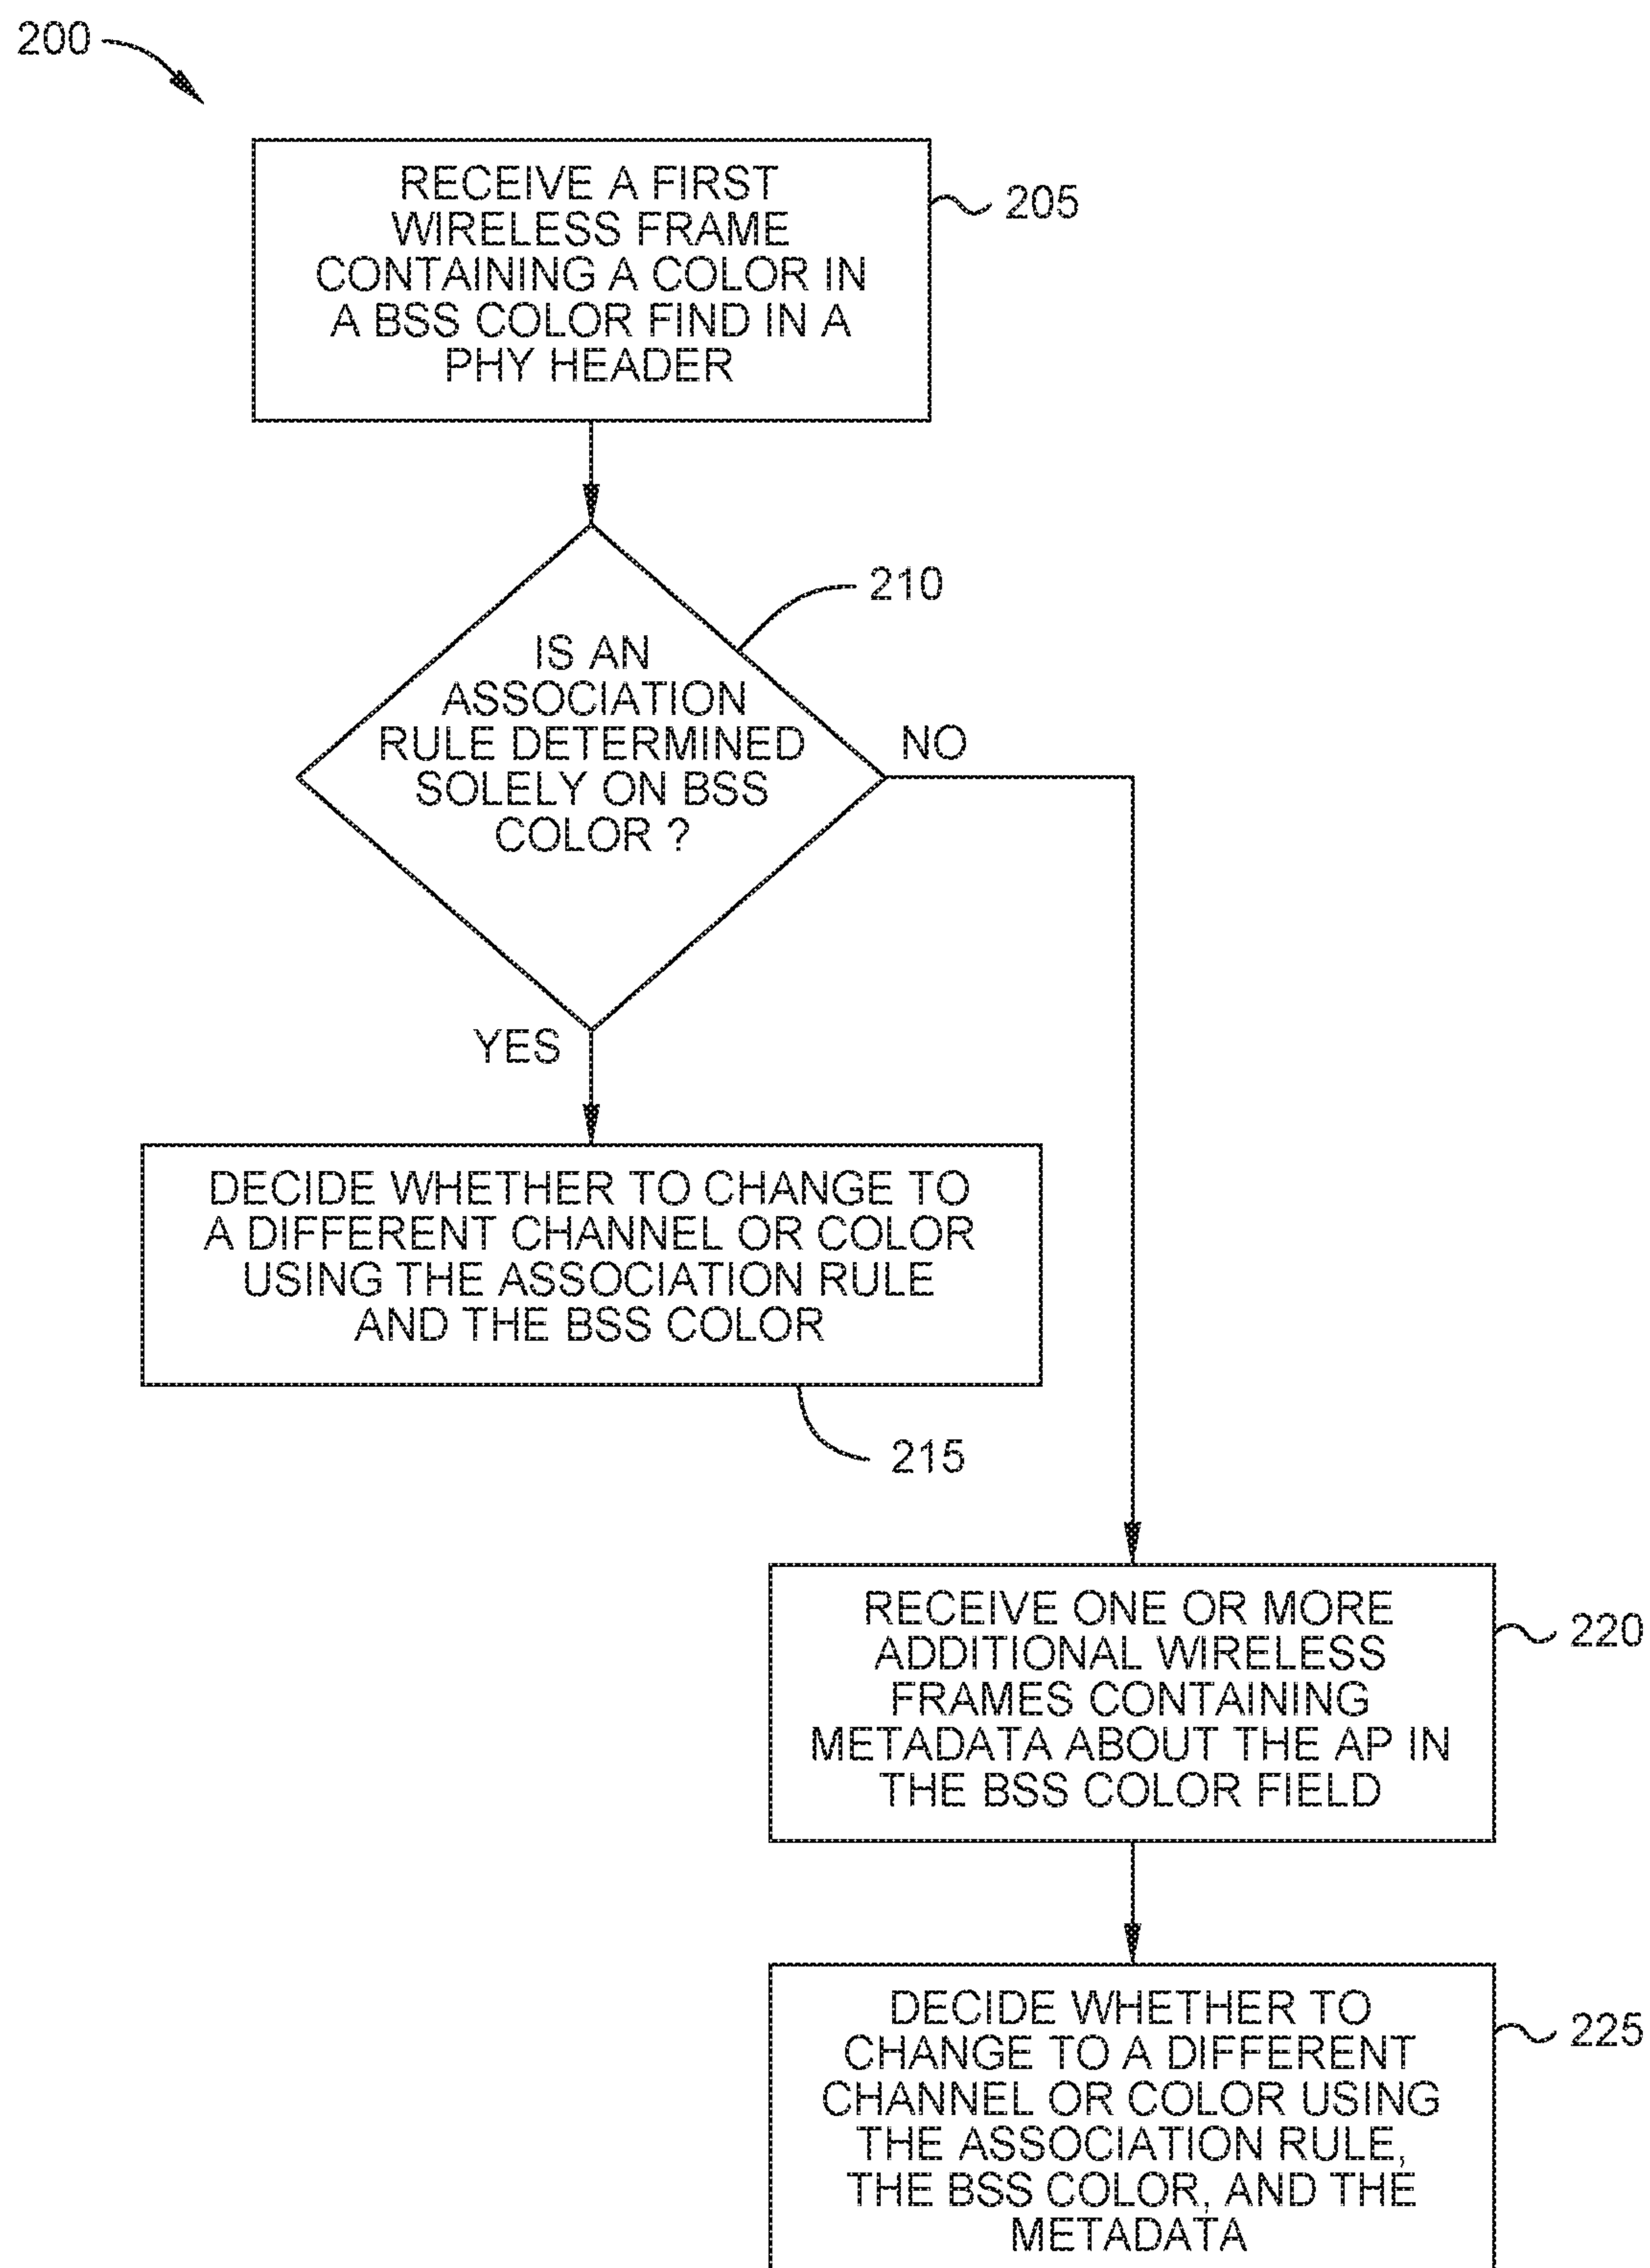 200
RECEIVE A FIRST
WIRELESS FRAME
CONTAINING A COLOR IN
A BSS COLOR FIND IN A
PHY HEADER
205
210
IS AN
ASSOCIATION
RULE DETERMINED
SOLELY ON BSS
COLOR ?
NO
YES
DECIDE WHETHER TO CHANGE TO
A DIFFERENT CHANNEL OR COLOR
USING THE ASSOCIATION RULE
AND THE BSS COLOR
215
RECEIVE ONE OR MORE
ADDITIONAL WIRELESS
FRAMES CONTAINING
METADATA ABOUT THE AP IN
THE BSS COLOR FIELD
220
DECIDE WHETHER TO
CHANGE TO A DIFFERENT
CHANNEL OR COLOR USING
THE ASSOCIATION RULE,
THE BSS COLOR, AND THE
METADATA
225